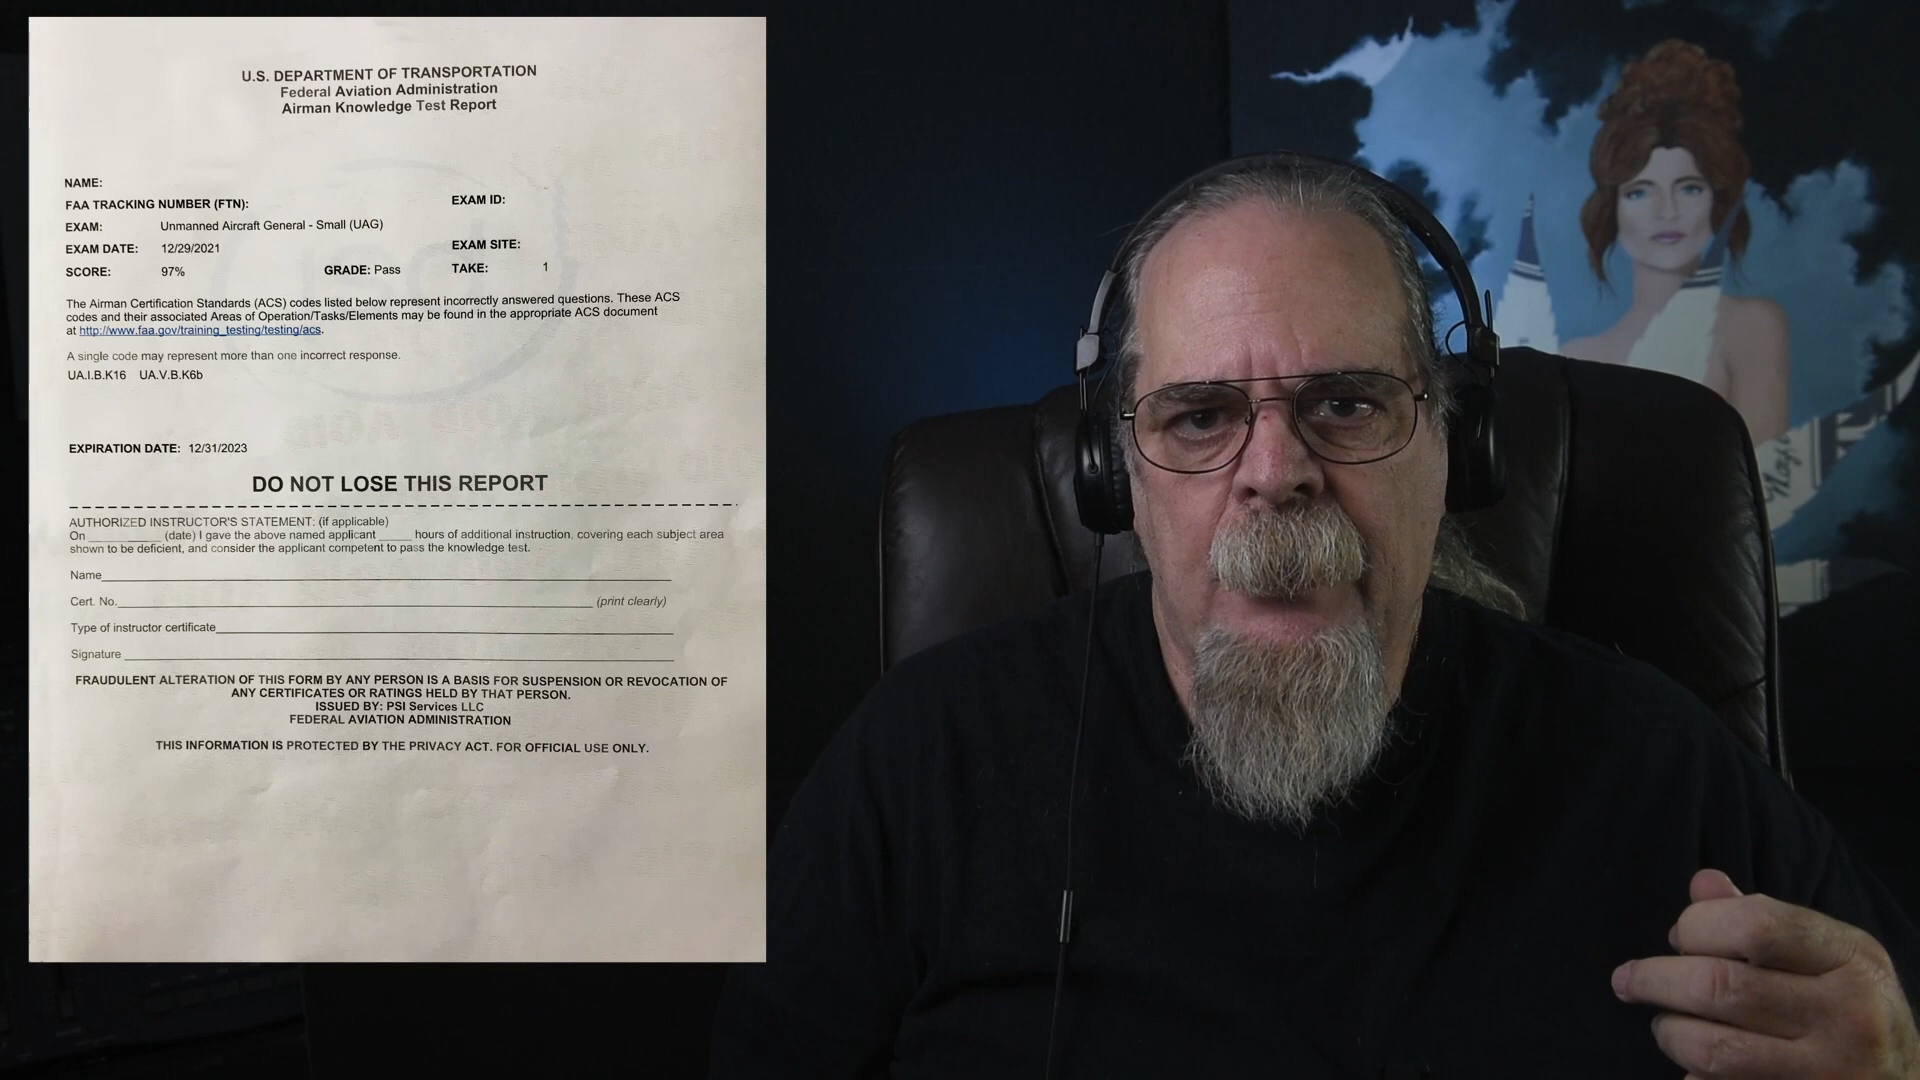 U.S. DEPARTMENT OF TRANSPORTATION
Federal Aviation Administration
Airman Knowledge Test Report
NAME:
FAA TRACKING NUMBER (FTN):
EXAM ID:
EXAM: Unmanned Aircraft General - Small (UAG)
EXAM DATE: 12/29/2021
EXAM SITE:
SCORE: 97% GRADE: Pass TAKE: 1
The Airman Certification Standards (ACS) codes listed below represent incorrectly answered questions. These ACS
codes and their associated Areas of Operation/Tasks/Elements may be found in the appropriate ACS document
at http://www.faa.gov/training_testing/testing/acs.
A single code may represent more than one incorrect response.
UA.I.B.K16 UA.V.B.K6b
EXPIRATION DATE: 12/31/2023
DO NOT LOSE THIS REPORT
AUTHORIZED INSTRUCTOR'S STATEMENT: (if applicable)
On __________ (date) I gave the above named applicant _____ hours of additional instruction, covering each subject area
shown to be deficient, and consider the applicant competent to pass the knowledge test.
Name
Cert. No. (print clearly)
Type of instructor certificate
Signature
FRAUDULENT ALTERATION OF THIS FORM BY ANY PERSON IS A BASIS FOR SUSPENSION OR REVOCATION OF
ANY CERTIFICATES OR RATINGS HELD BY THAT PERSON.
ISSUED BY: PSI Services LLC
FEDERAL AVIATION ADMINISTRATION
THIS INFORMATION IS PROTECTED BY THE PRIVACY ACT. FOR OFFICIAL USE ONLY.